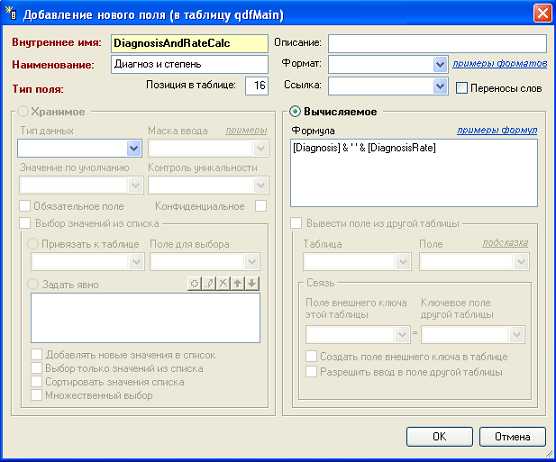 Добавление нового поля (в таблицу qdfMain)
Внутреннее имя: DiagnosisAndRateCalc Описание:
Наименование: Диагноз и степень Формат: примеры форматов
Тип поля: Позиция в таблице: 16 Ссылка: Переносы слов
Хранимое
Тип данных Маска ввода примеры
Значение по умолчанию Контроль уникальности
Обязательное поле Конфиденциальное
Выбор значений из списка
Привязать к таблице Поле для выбора
Задать явно
Добавлять новые значения в список
Выбор только значений из списка
Сортировать значения списка
Множественный выбор
Вычисляемое
Формула примеры формул
[Diagnosis] & ' ' & [DiagnosisRate]
Вывести поле из другой таблицы
Таблица Поле подсказка
Связь
Поле внешнего ключа Ключевое поле
этой таблицы другой таблицы
=
Создать поле внешнего ключа в таблице
Разрешить ввод в поле другой таблицы
OK Отмена